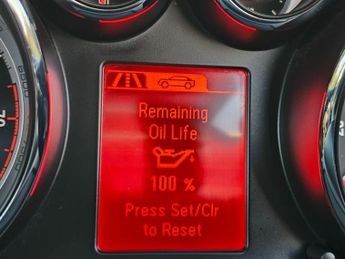 Remaining
Oil Life
100 %
Press Set/Clr
to Reset